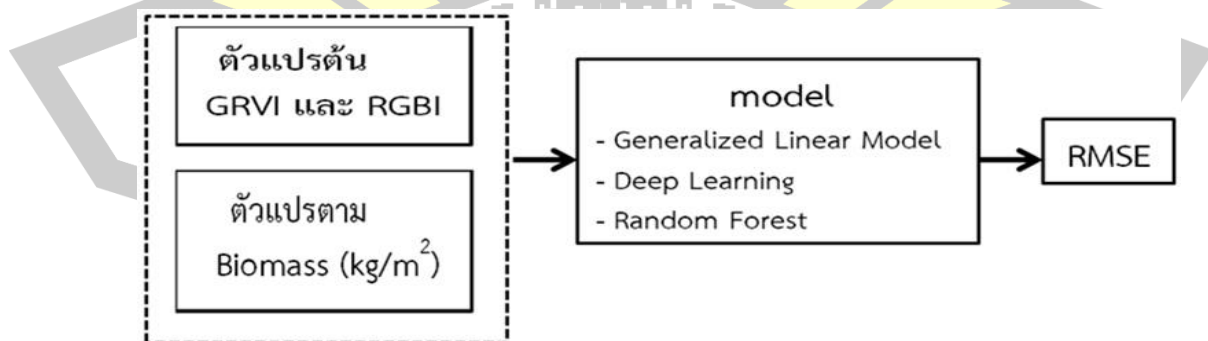 ตัวแปรต้น
GRVI และ RGBI
ตัวแปรตาม
Biomass (kg/m²)
model
- Generalized Linear Model
- Deep Learning
- Random Forest
RMSE